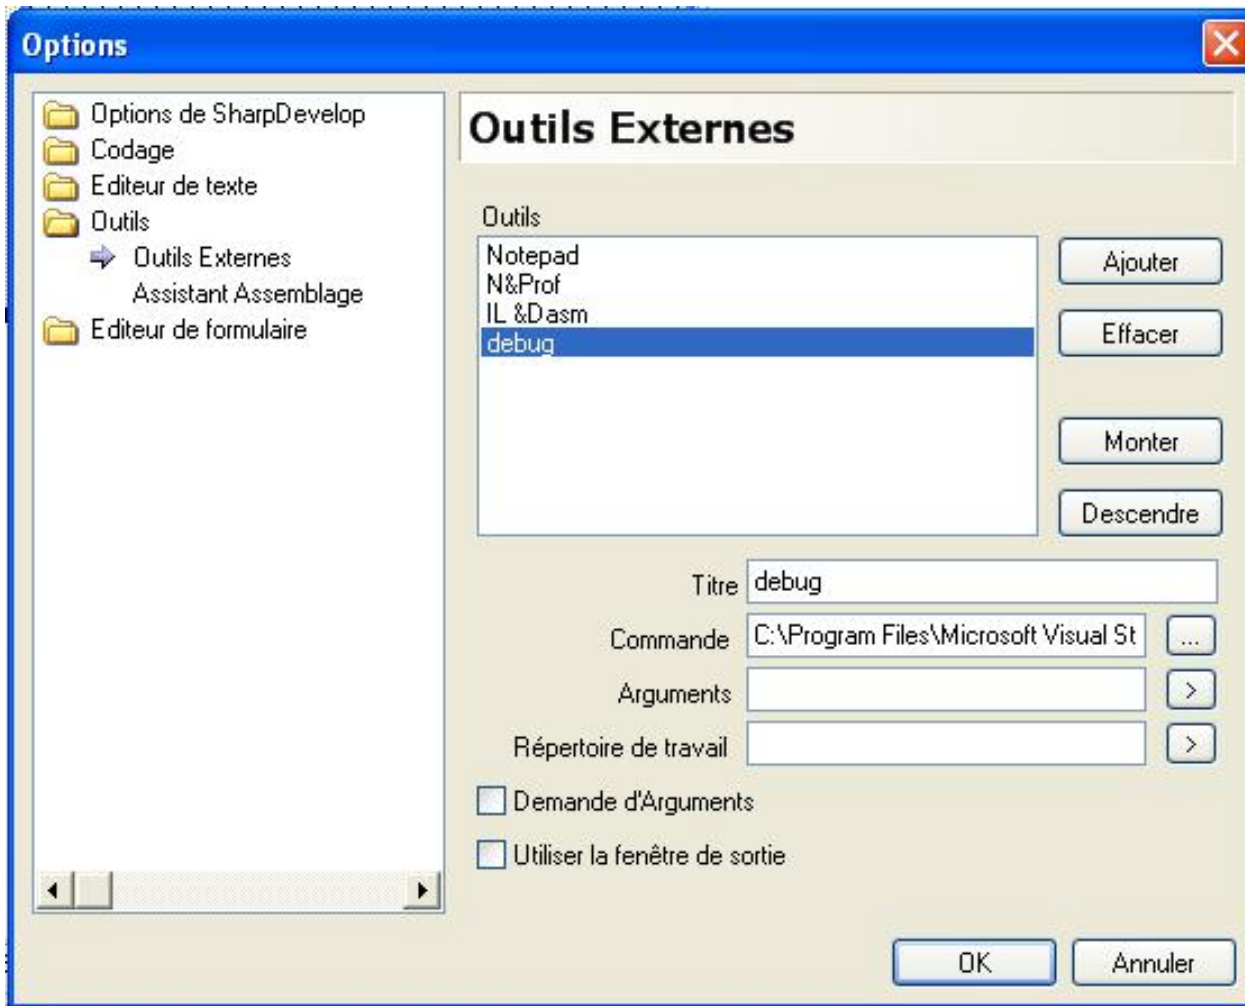 Options
Options de SharpDevelop
Codage
Editeur de texte
Outils
Outils Externes
Assistant Assemblage
Editeur de formulaire
Outils Externes
Outils
Notepad
N&Prof
IL &Dasm
debug
Ajouter
Effacer
Monter
Descendre
Titre debug
Commande C:\Program Files\Microsoft Visual St ...
Arguments >
Répertoire de travail >
Demande d'Arguments
Utiliser la fenêtre de sortie
OK Annuler